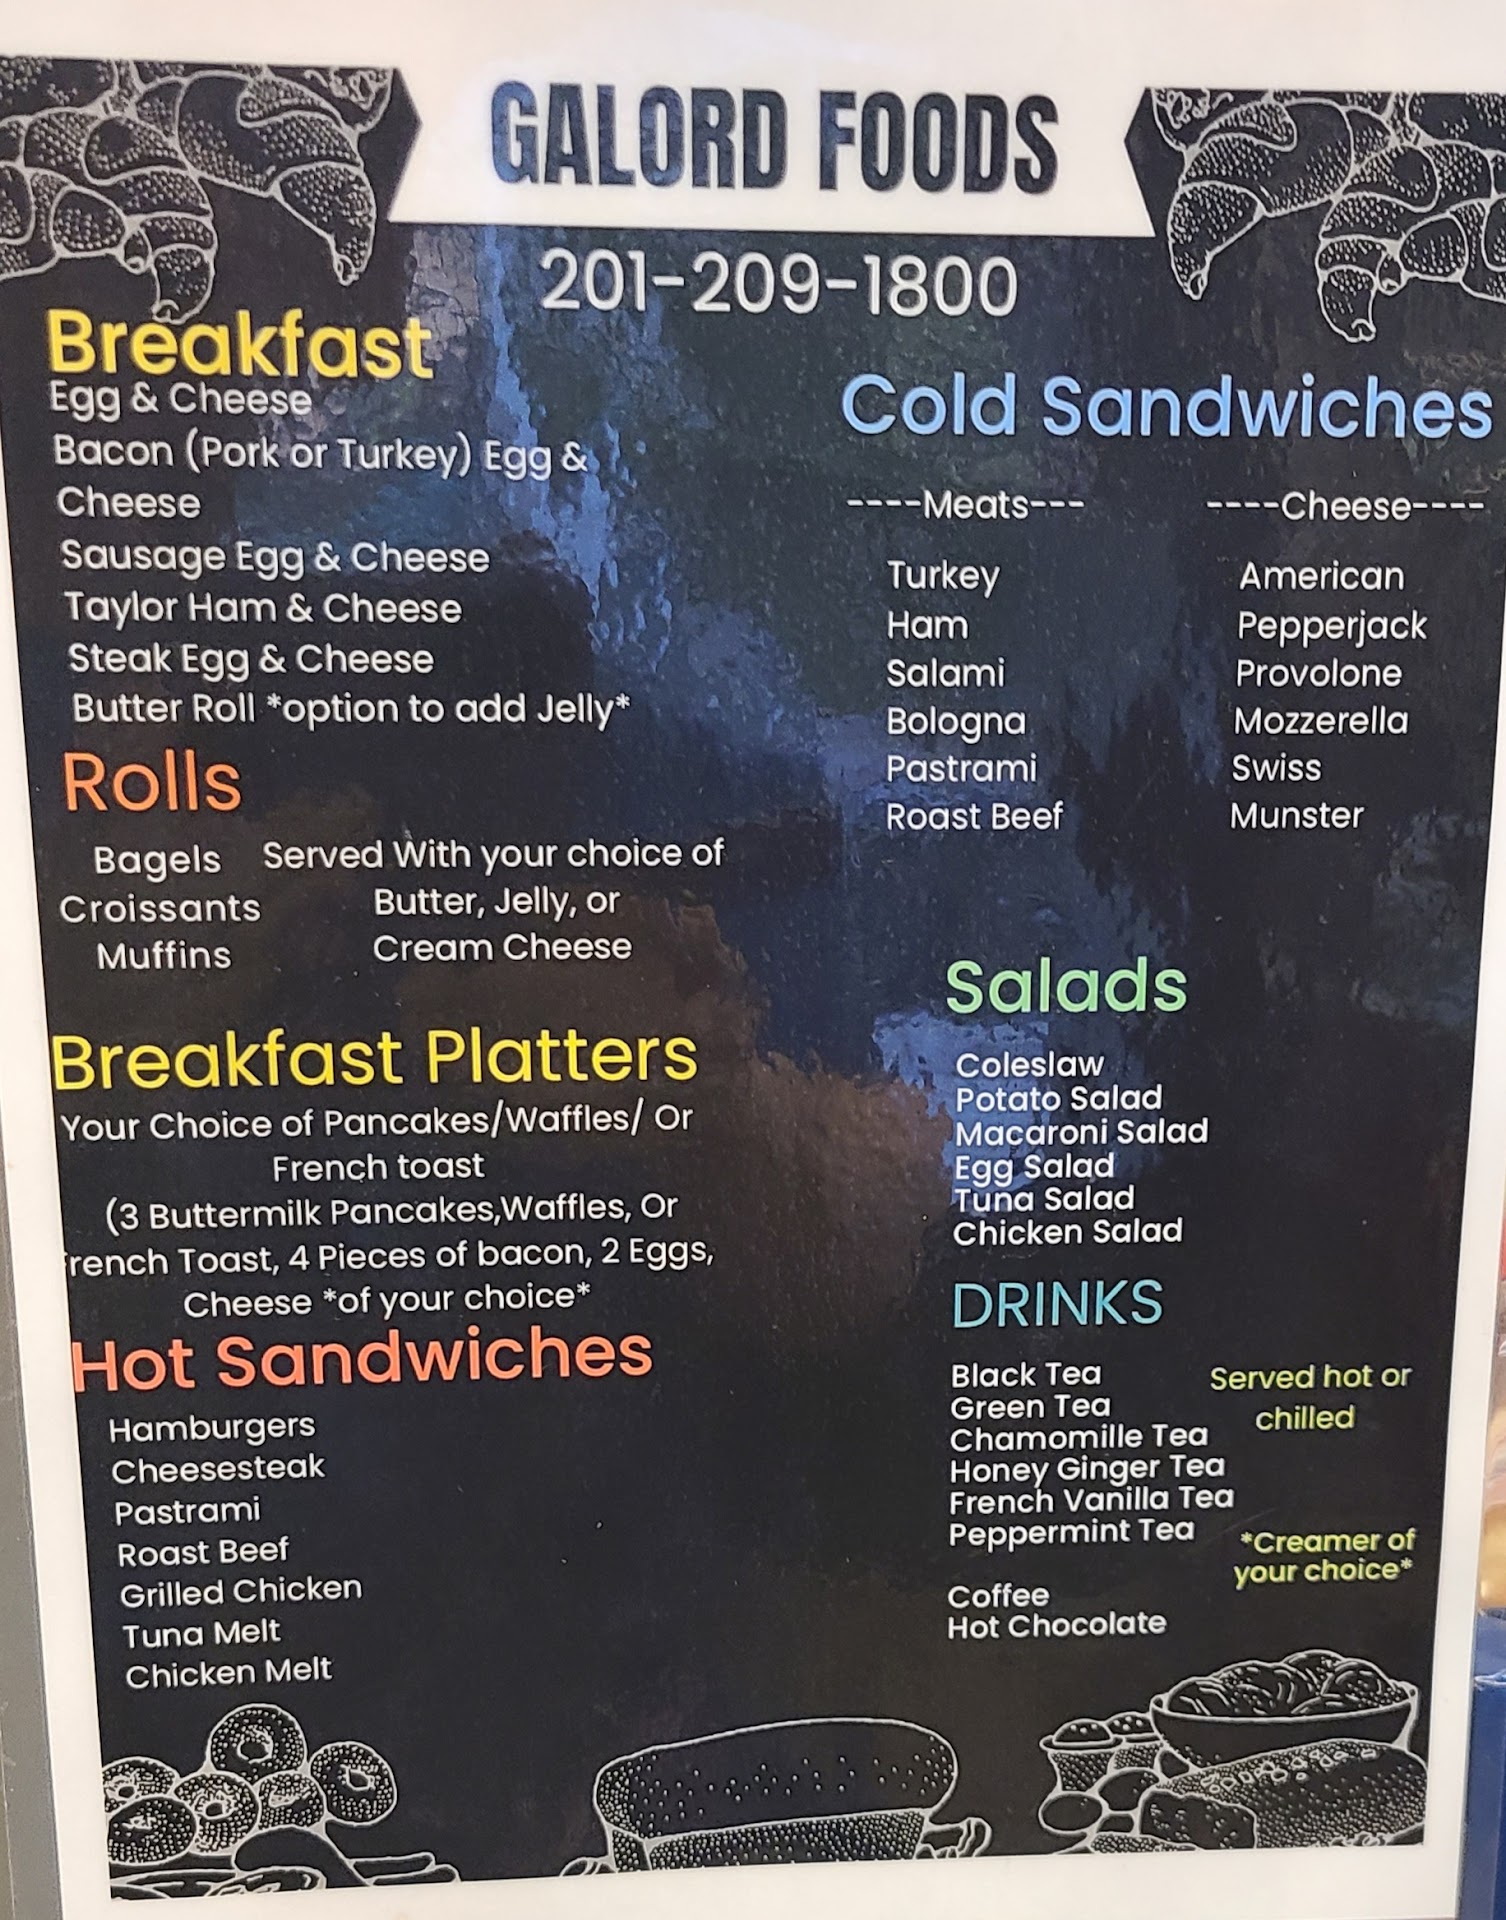 GALORD FOODS
201-209-1800
Breakfast
Egg & Cheese
Bacon (Pork or Turkey) Egg &
Cheese
Sausage Egg & Cheese
Taylor Ham & Cheese
Steak Egg & Cheese
Butter Roll *option to add Jelly*
Rolls
Bagels
Croissants
Muffins
Served With your choice of
Butter, Jelly, or
Cream Cheese
Breakfast Platters
Your Choice of Pancakes/Waffles/ Or
French toast
(3 Buttermilk Pancakes,Waffles, Or
French Toast, 4 Pieces of bacon, 2 Eggs,
Cheese *of your choice*
Hot Sandwiches
Hamburgers
Cheesesteak
Pastrami
Roast Beef
Grilled Chicken
Tuna Melt
Chicken Melt
Cold Sandwiches
----Meats---
Turkey
Ham
Salami
Bologna
Pastrami
Roast Beef
----Cheese----
American
Pepperjack
Provolone
Mozzerella
Swiss
Munster
Salads
Coleslaw
Potato Salad
Macaroni Salad
Egg Salad
Tuna Salad
Chicken Salad
DRINKS
Black Tea
Green Tea
Chamomille Tea
Honey Ginger Tea
French Vanilla Tea
Peppermint Tea
Served hot or
chilled
*Creamer of
your choice*
Coffee
Hot Chocolate